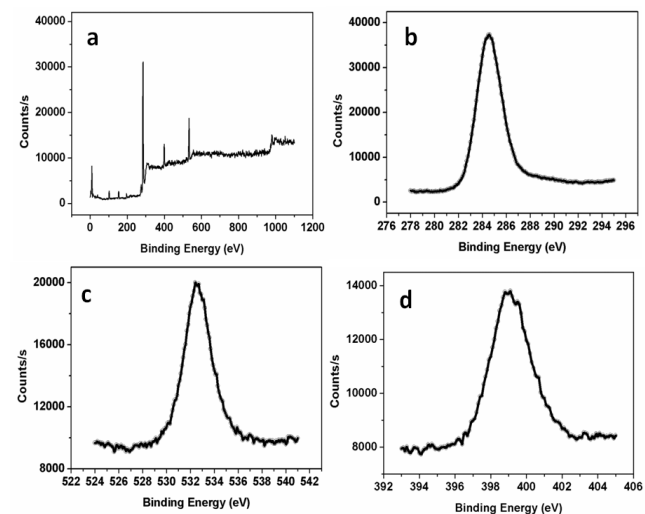 a
50000
40000
30000
20000
10000
0
Counts/s
0 200 400 600 800 1000 1200
Binding Energy (eV)
b
40000
30000
20000
10000
0
Counts/s
276 278 280 282 284 286 288 290 292 294 296
Binding Energy (eV)
c
20000
16000
12000
8000
Counts/s
522 524 526 528 530 532 534 536 538 540 542
Binding Energy (eV)
d
14000
12000
10000
8000
Counts/s
392 394 396 398 400 402 404 406
Binding Energy (eV)